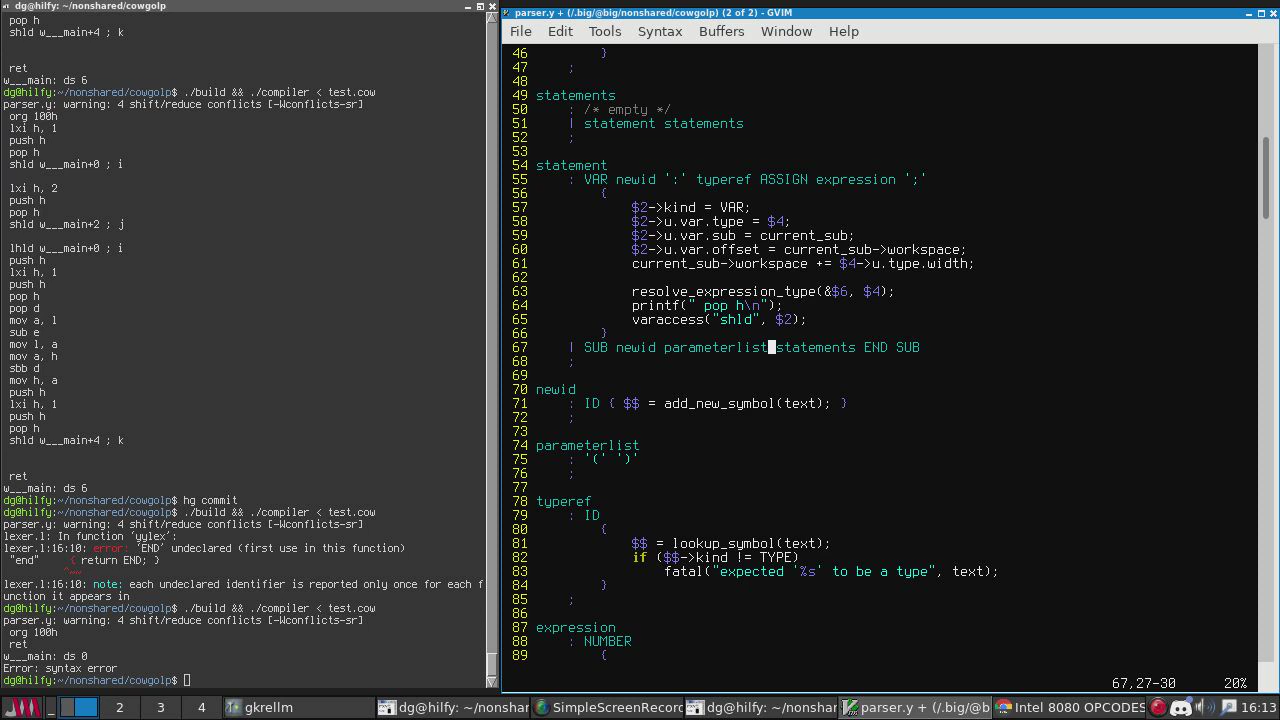 dg@hilfy: ~/nonshared/cowgolp
pop h
shld w___main+4 ; k
ret
w___main: ds 6
dg@hilfy:~/nonshared/cowgolp$ ./build && ./compiler < test.cow
parser.y: warning: 4 shift/reduce conflicts [-Wconflicts-sr]
org 100h
lxi h, 1
push h
pop h
shld w___main+0 ; i
lxi h, 2
push h
pop h
shld w___main+2 ; j
lhld w___main+0 ; i
push h
lxi h, 1
push h
pop h
pop d
mov a, l
sub e
mov l, a
mov a, h
sbb d
mov h, a
push h
lxi h, 1
push h
pop h
shld w___main+4 ; k
ret
w___main: ds 6
dg@hilfy:~/nonshared/cowgolp$ hg commit
dg@hilfy:~/nonshared/cowgolp$ ./build && ./compiler < test.cow
parser.y: warning: 4 shift/reduce conflicts [-Wconflicts-sr]
lexer.l: In function ‘yylex’:
lexer.l:16:10: error: ‘END’ undeclared (first use in this function)
"end" { return END; }
^~~~
lexer.l:16:10: note: each undeclared identifier is reported only once for each f
unction it appears in
dg@hilfy:~/nonshared/cowgolp$ ./build && ./compiler < test.cow
parser.y: warning: 4 shift/reduce conflicts [-Wconflicts-sr]
org 100h
ret
w___main: ds 0
Error: syntax error
dg@hilfy:~/nonshared/cowgolp$
parser.y + (/.big/@big/nonshared/cowgolp) (2 of 2) - GVIM
File Edit Tools Syntax Buffers Window Help
46 }
47 ;
48
49 statements
50 : /* empty */
51 | statement statements
52 ;
53
54 statement
55 : VAR newid ':' typeref ASSIGN expression ';'
56 {
57 $2->kind = VAR;
58 $2->u.var.type = $4;
59 $2->u.var.sub = current_sub;
60 $2->u.var.offset = current_sub->workspace;
61 current_sub->workspace += $4->u.type.width;
62
63 resolve_expression_type(&$6, $4);
64 printf(" pop h\n");
65 varaccess("shld", $2);
66 }
67 | SUB newid parameterlist statements END SUB
68 ;
69
70 newid
71 : ID { $$ = add_new_symbol(text); }
72 ;
73
74 parameterlist
75 : '(' ')'
76 ;
77
78 typeref
79 : ID
80 {
81 $$ = lookup_symbol(text);
82 if ($$->kind != TYPE)
83 fatal("expected '%s' to be a type", text);
84 }
85 ;
86
87 expression
88 : NUMBER
89 {
67,27-30 20%
2 3 4 gkrellm dg@hilfy: ~/nonshar SimpleScreenRecord dg@hilfy: ~/nonshar parser.y + (/.big/@b Intel 8080 OPCODES 16:13